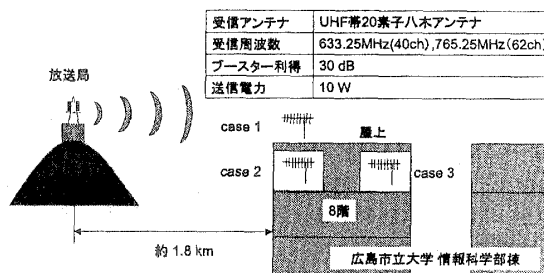 受信アンテナ UHF帯20素子八木アンテナ
受信周波数 633.25MHz(40ch),765.25MHz(62ch)
ブースター利得 30 dB
送信電力 10 W
放送局
case 1
屋上
case 2
case 3
8階
約 1.8 km
広島市立大学 情報科学部棟